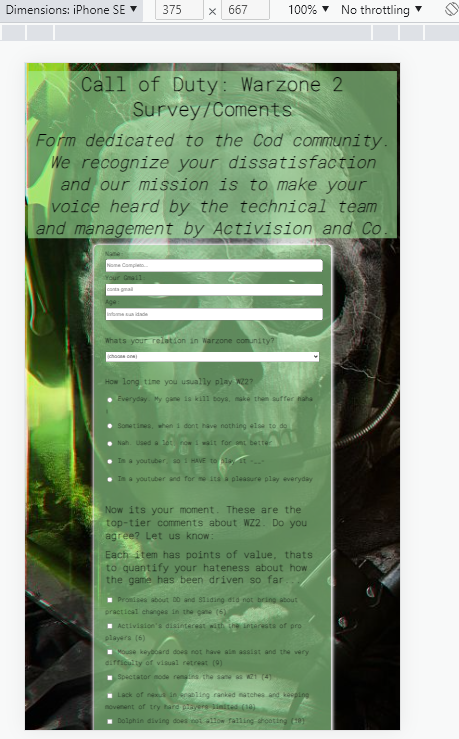 Dimensions: iPhone SE ▼ 375 × 667 100% ▼ No throttling ▼
Call of Duty: Warzone 2
Survey/Coments
Form dedicated to the Cod community.
We recognize your dissatisfaction
and our mission is to make your
voice heard by the technical team
and management by Activision and Co.
Name:
Nome Completo...
Your Gmail
conta gmail
Age:
Informe sua idade
Whats your relation in Warzone comunity?
(choose one)
How long time you usually play WZ2?
Everyday. My game is kill boys, make them suffer Haha
Sometimes, when i dont have nothing else to do
Nah. Used a lot, now i wait for better
Im a youtuber, so i HAVE to play it -__-
Im a youtuber and for me its a pleasure play everyday
Now its your moment. These are the
top-tier comments about WZ2. Do you
agree? Let us know:
Each item has points of value, thats
to quantify your hateness about how
the game has been driven so far...
Promises about DD and Sliding did not bring about
practical changes in the game (6)
Activision's disinterest with the interests of pro
players (8)
Mouse keyboard does not have aim assist and the very
difficulty of visual retreat (9)
Spectator mode remains the same as WZ1 (4)
Lack of nexus in enabling ranked matches and keeping
movement of try hard players limited (10)
Dolphin diving does not allow falling shooting (10)